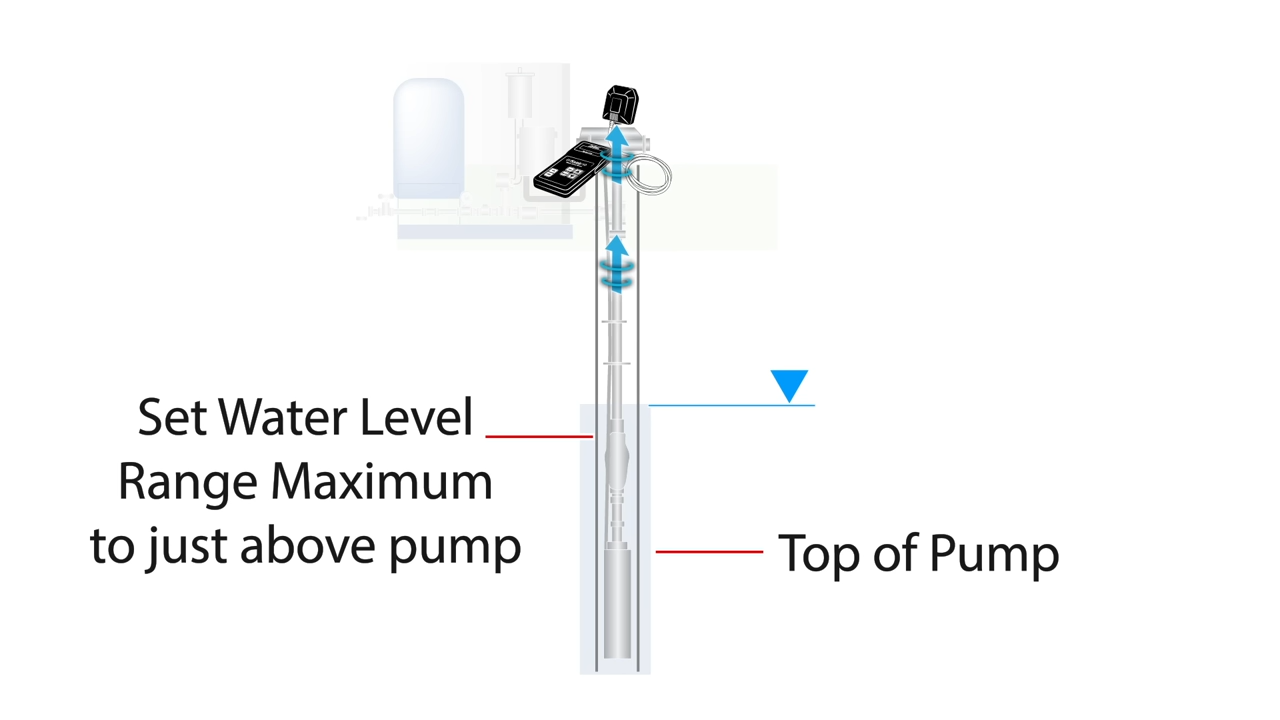 Set Water Level
Range Maximum
to just above pump
Top of Pump